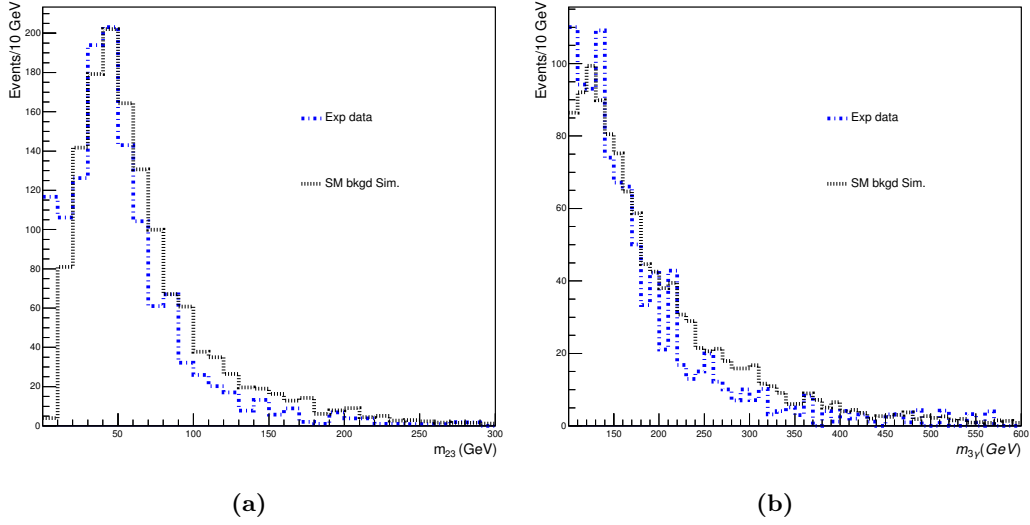 Events/10 GeV
200
180
160
140
120
100
80
60
40
20
0
Exp data
SM bkgd Sim.
50 100 150 200 250 300
m23 (GeV)
(a)
Events/10 GeV
100
80
60
40
20
0
Exp data
SM bkgd Sim.
150 200 250 300 350 400 450 500 550 600
m3γ(GeV)
(b)